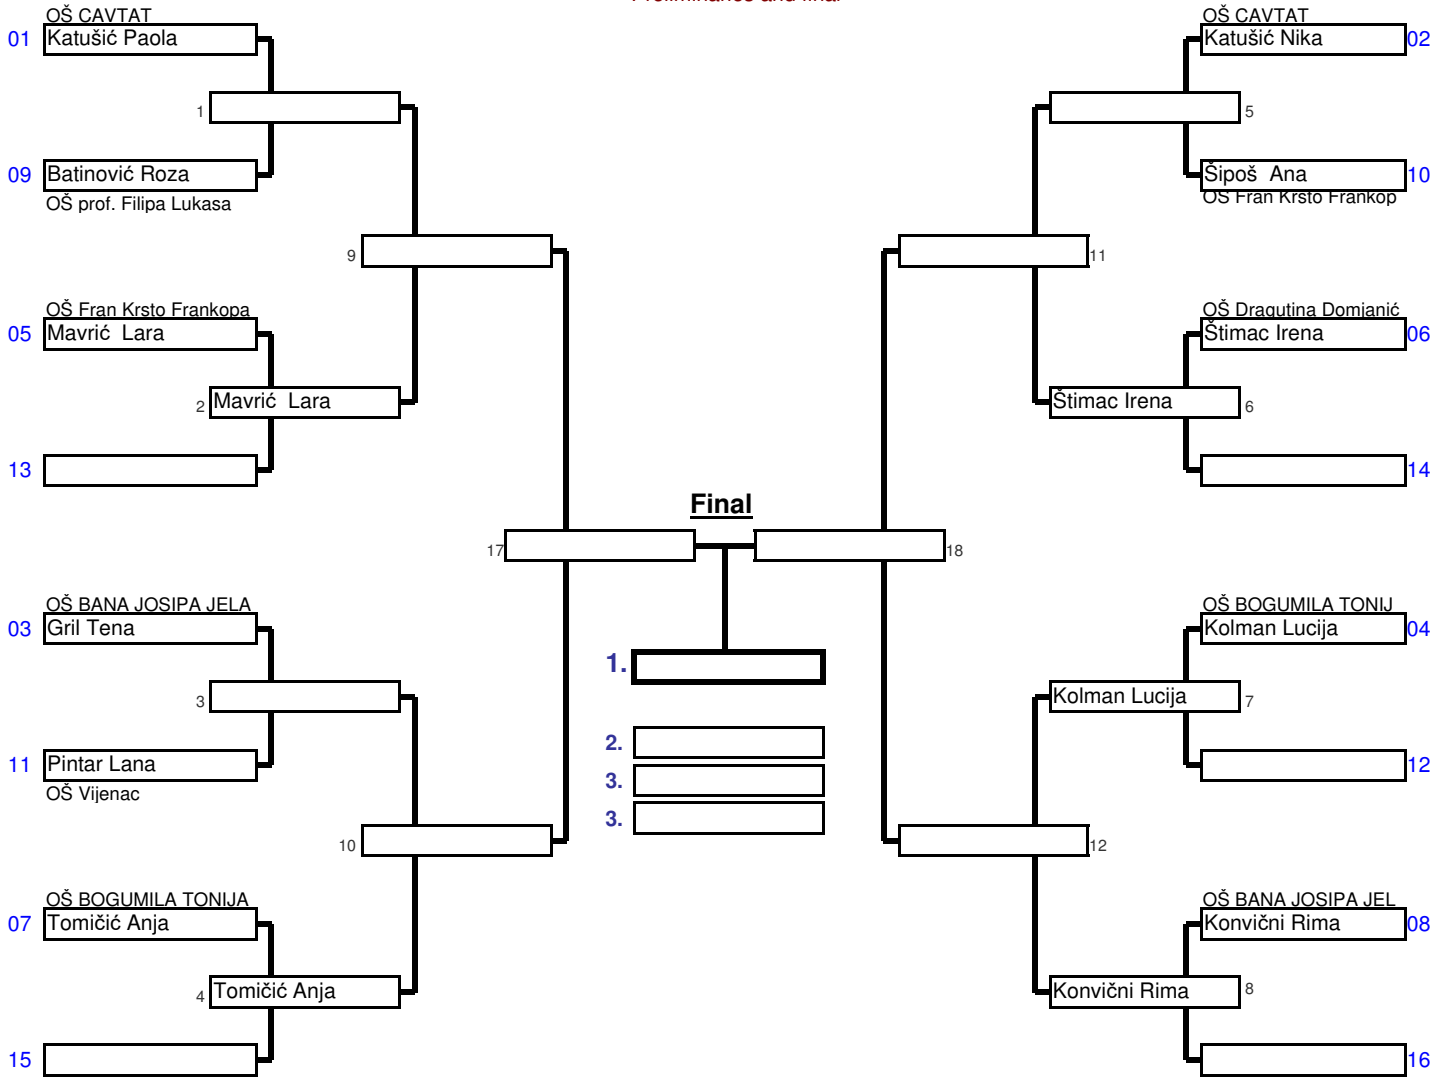 Preliminaries and final
OŠ CAVTAT
01 Katušić Paola
1
09 Batinović Roza
OŠ prof. Filipa Lukasa
9
OŠ Fran Krsto Frankopa
05 Mavrić Lara
2 Mavrić Lara
13
17
OŠ BANA JOSIPA JELA
03 Gril Tena
3
11 Pintar Lana
OŠ Vijenac
10
OŠ BOGUMILA TONIJA
07 Tomičić Anja
4 Tomičić Anja
15
Final
1.
2.
3.
3.
OŠ CAVTAT
Katušić Nika 02
5
Šipoš Ana 10
OŠ Fran Krsto Frankop
11
OŠ Dragutina Domjanić
Štimac Irena 06
Štimac Irena 6
14
18
OŠ BOGUMILA TONIJ
Kolman Lucija 04
Kolman Lucija 7
12
12
OŠ BANA JOSIPA JEL
Konvični Rima 08
Konvični Rima 8
16